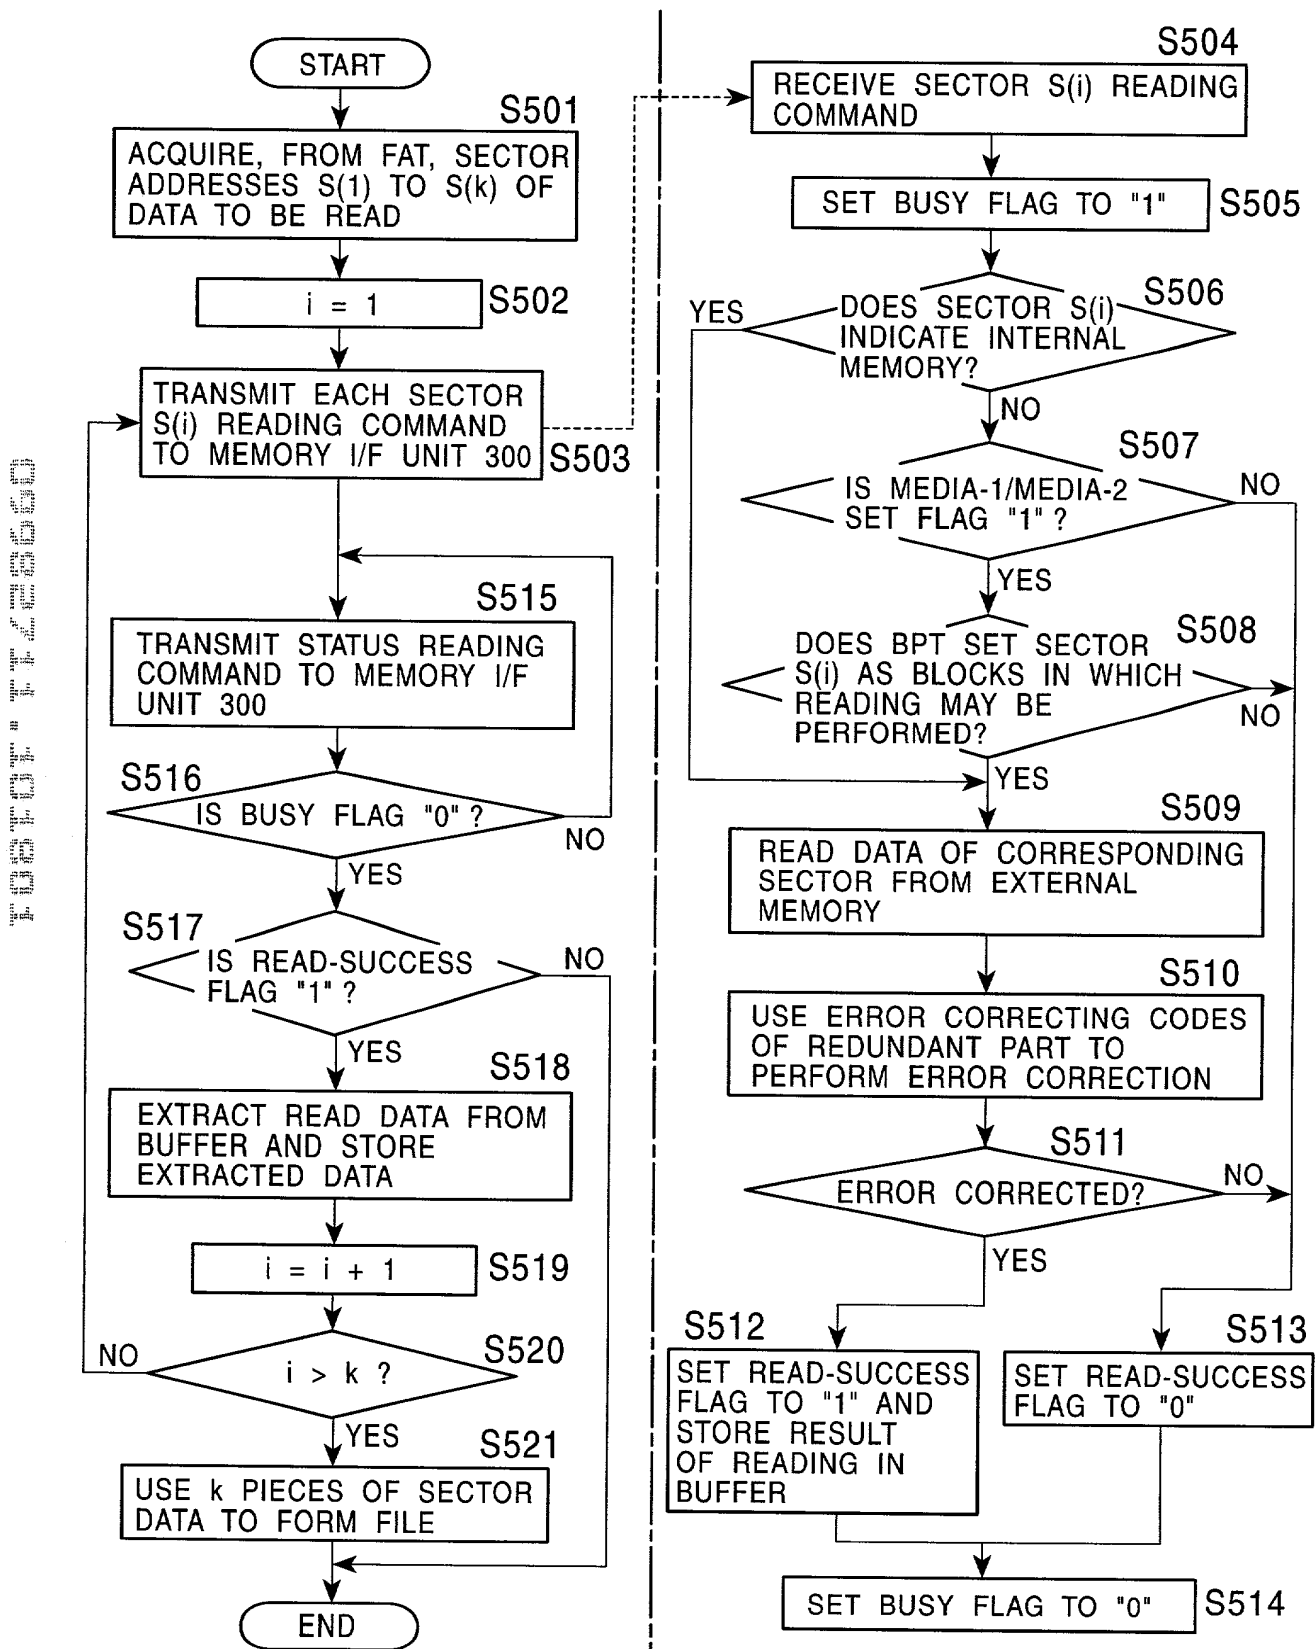 START
S501
ACQUIRE, FROM FAT, SECTOR
ADDRESSES S(1) TO S(k) OF
DATA TO BE READ
i = 1
S502
TRANSMIT EACH SECTOR
S(i) READING COMMAND
TO MEMORY I/F UNIT 300
S503
S515
TRANSMIT STATUS READING
COMMAND TO MEMORY I/F
UNIT 300
S516
IS BUSY FLAG "0" ?
NO
YES
S517
IS READ-SUCCESS
FLAG "1" ?
NO
YES
S518
EXTRACT READ DATA FROM
BUFFER AND STORE
EXTRACTED DATA
i = i + 1
S519
NO
i > k ?
S520
YES
S521
USE k PIECES OF SECTOR
DATA TO FORM FILE
END
S504
RECEIVE SECTOR S(i) READING
COMMAND
SET BUSY FLAG TO "1"
S505
S506
YES
DOES SECTOR S(i)
INDICATE INTERNAL
MEMORY?
NO
S507
IS MEDIA-1/MEDIA-2
SET FLAG "1" ?
NO
YES
S508
DOES BPT SET SECTOR
S(i) AS BLOCKS IN WHICH
READING MAY BE
PERFORMED?
NO
YES
S509
READ DATA OF CORRESPONDING
SECTOR FROM EXTERNAL
MEMORY
S510
USE ERROR CORRECTING CODES
OF REDUNDANT PART TO
PERFORM ERROR CORRECTION
S511
ERROR CORRECTED?
NO
YES
S512
SET READ-SUCCESS
FLAG TO "1" AND
STORE RESULT
OF READING IN
BUFFER
S513
SET READ-SUCCESS
FLAG TO "0"
SET BUSY FLAG TO "0"
S514